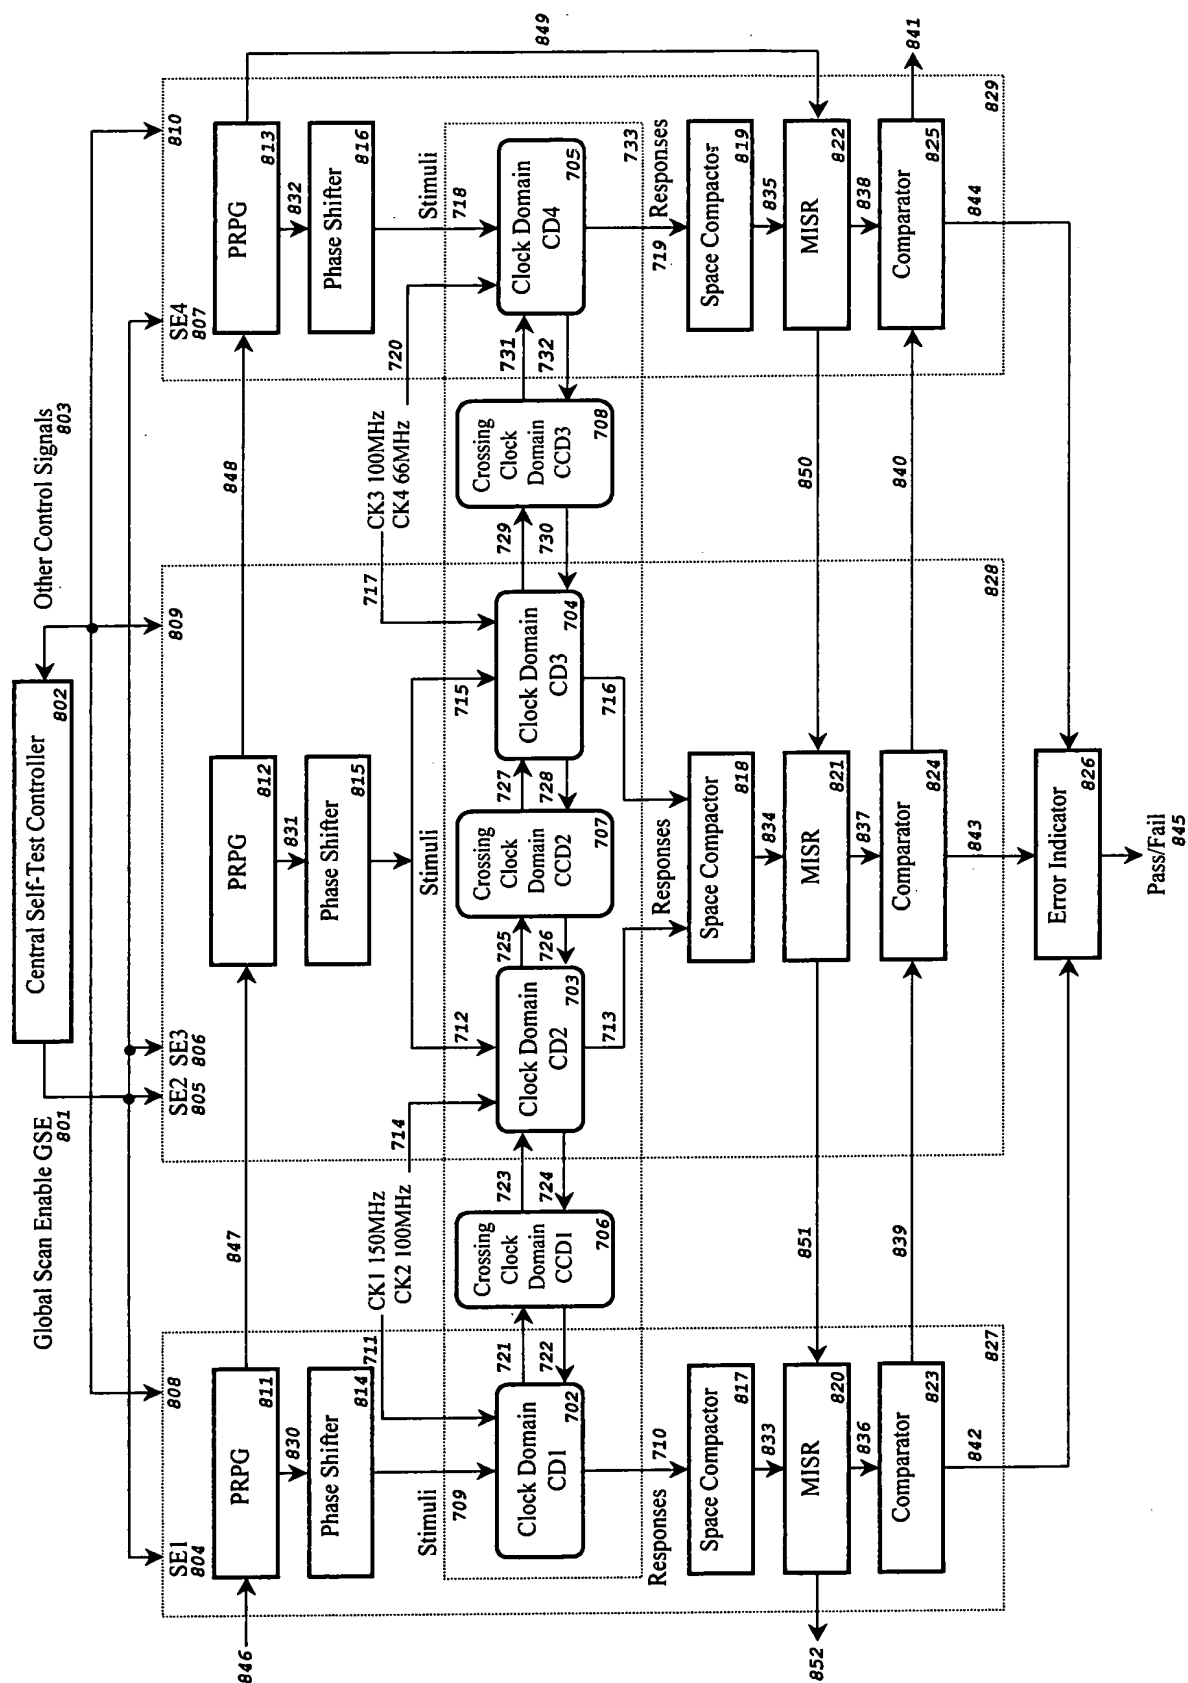 Central Self-Test Controller
802
Global Scan Enable GSE
801
Other Control Signals
803
SE1
804
808
SE2
805
SE3
806
809
SE4
807
810
846
PRPG
811
847
PRPG
812
848
PRPG
813
849
830
831
832
Phase Shifter
814
Phase Shifter
815
Phase Shifter
816
711
CK1 150MHz
CK2 100MHz
714
717
CK3 100MHz
CK4 66MHz
720
Stimuli
709
712
Stimuli
715
Stimuli
718
Clock Domain
CD1
702
721
722
Crossing
Clock
Domain
CCD1
706
723
724
Clock Domain
CD2
703
725
726
Crossing
Clock
Domain
CCD2
707
727
728
Clock Domain
CD3
704
729
730
Crossing
Clock
Domain
CCD3
708
731
732
Clock Domain
CD4
705
733
Responses
710
713
Responses
716
719
Responses
Space Compactor
817
Space Compactor
818
Space Compactor
819
833
834
835
852
MISR
820
851
MISR
821
850
MISR
822
836
837
838
Comparator
823
839
Comparator
824
840
Comparator
825
841
827
828
829
842
843
844
Error Indicator
826
Pass/Fail
845